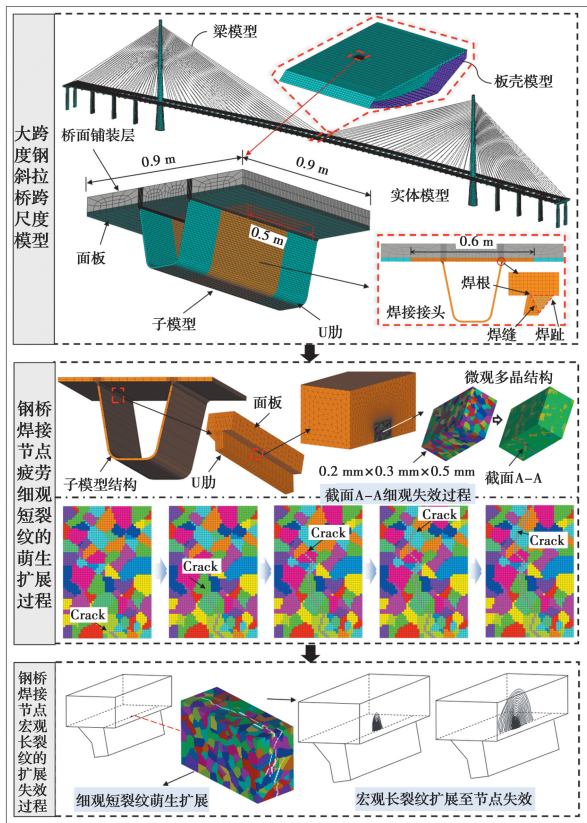 大跨
度钢
斜拉
桥跨
尺度
模型
梁模型
板壳模型
桥面铺装层
0.9 m
0.9 m
实体模型
0.5 m
面板
子模型
U肋
0.6 m
焊根
焊接接头
焊缝
焊趾
钢桥
焊接
节点
疲劳
细观
短裂
纹的
萌生
扩展
过程
面板
微观多晶结构
子模型结构
U肋
0.2 mm×0.3 mm×0.5 mm
截面A-A
截面A-A细观失效过程
Crack
Crack
Crack
Crack
Crack
钢桥
焊接
节点
宏观
长裂
纹的
扩展
失效
过程
细观短裂纹萌生扩展
宏观长裂纹扩展至节点失效